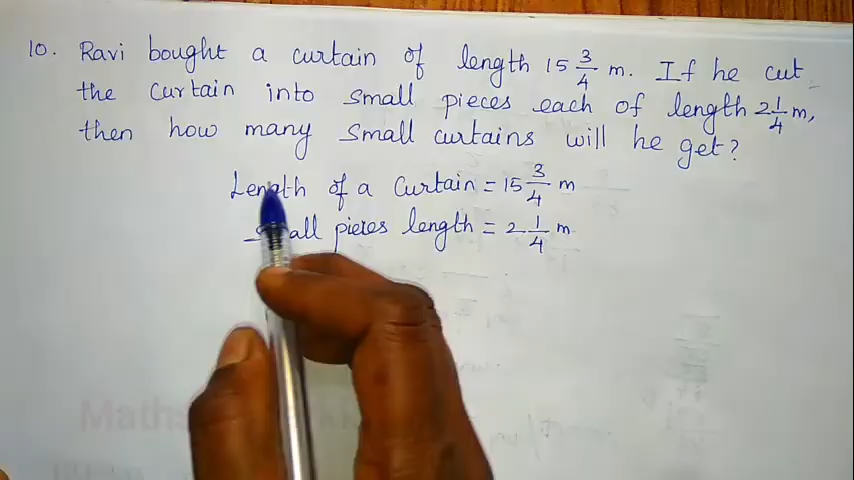 10. Ravi bought a curtain of length 15 3/4 m. If he cut
the curtain into small pieces each of length 2 1/4 m,
then how many small curtains will he get?
Length of a curtain = 15 3/4 m
small pieces length = 2 1/4 m
Maths